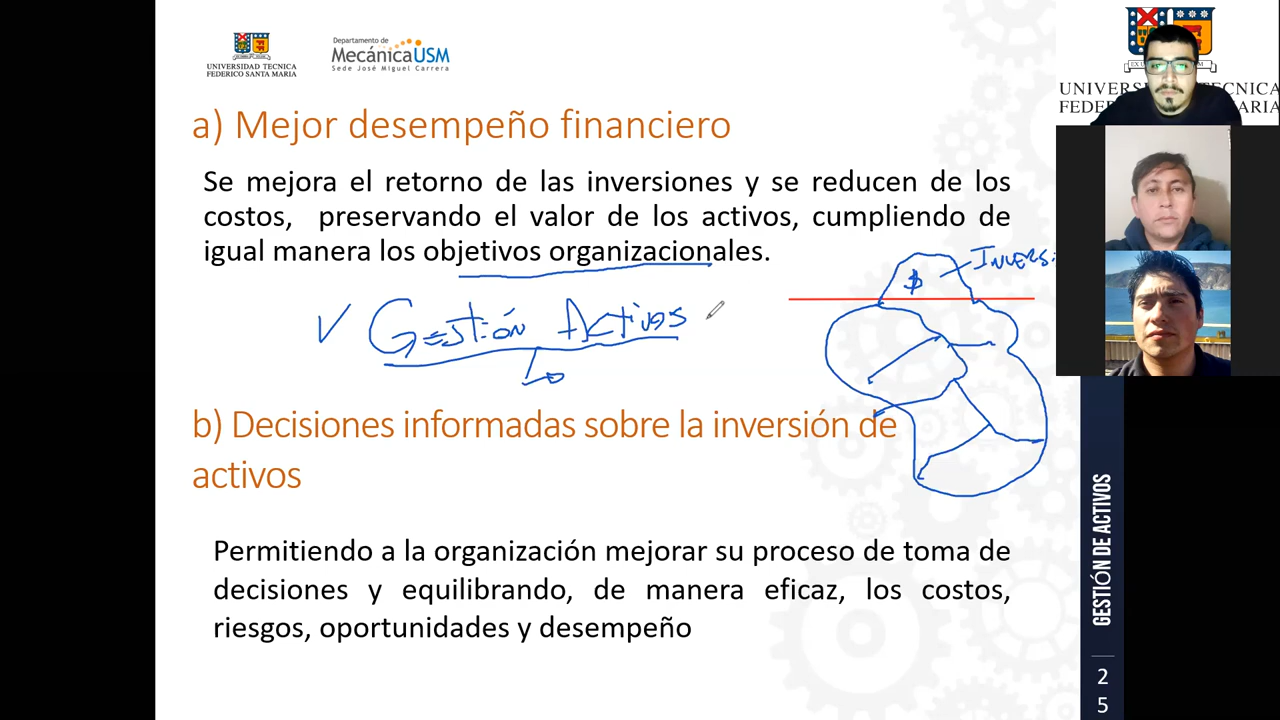 UNIVERSIDAD TECNICA
FEDERICO SANTA MARIA
Departamento de
MecánicaUSM
Sede José Miguel Carrera
a) Mejor desempeño financiero
Se mejora el retorno de las inversiones y se reducen de los
costos, preservando el valor de los activos, cumpliendo de
igual manera los objetivos organizacionales.
$
INVERS
Gestión Activos
b) Decisiones informadas sobre la inversión de
activos
Permitiendo a la organización mejorar su proceso de toma de
decisiones y equilibrando, de manera eficaz, los costos,
riesgos, oportunidades y desempeño
GESTIÓN DE ACTIVOS
2
5